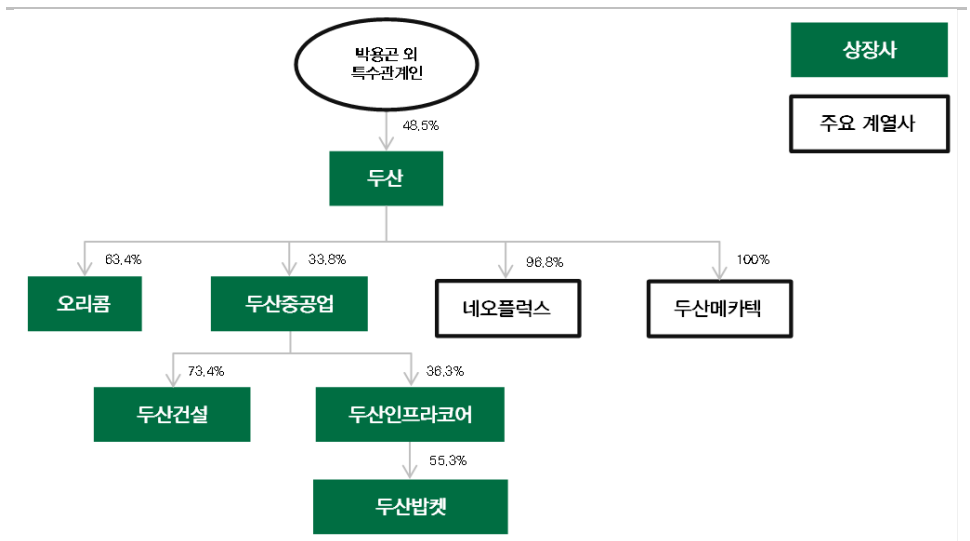 박용곤 외
특수관계인
상장사
주요 계열사
48.5%
두산
63.4%
33.8%
96.8%
100%
오리콤
두산중공업
네오플럭스
두산메카텍
73.4%
36.3%
두산건설
두산인프라코어
55.3%
두산밥켓